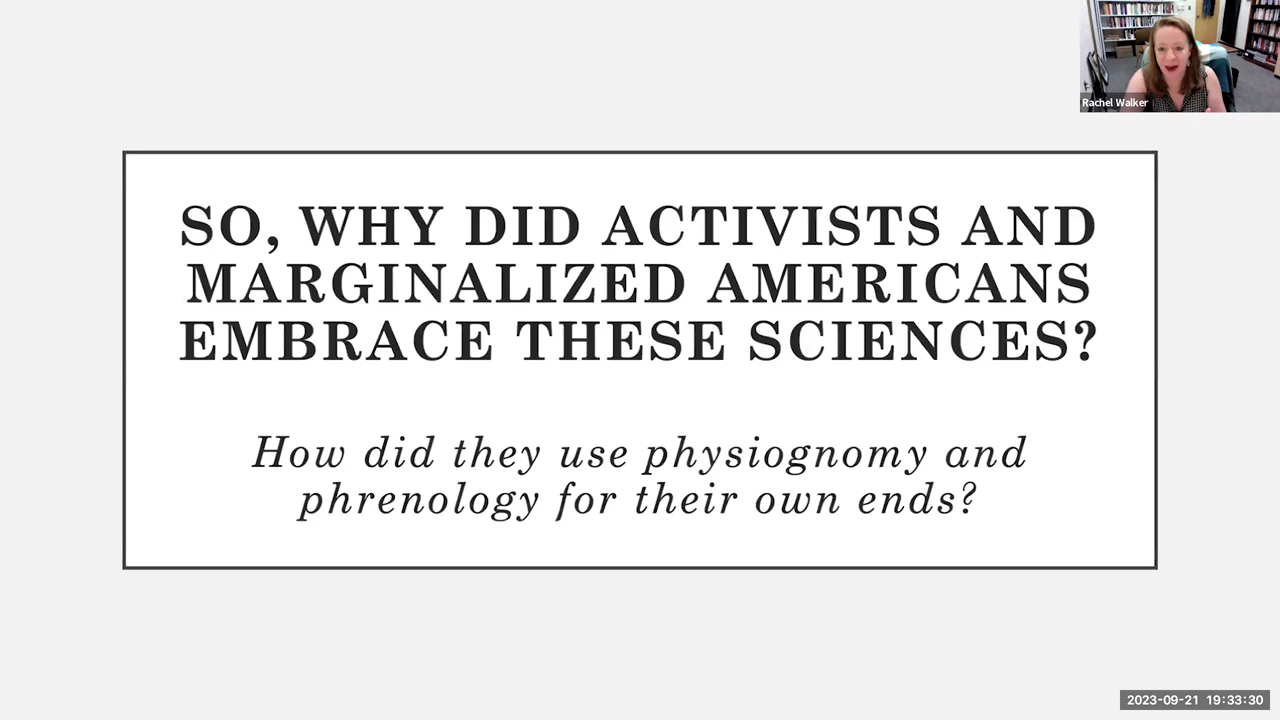 Rachel Walker
SO, WHY DID ACTIVISTS AND
MARGINALIZED AMERICANS
EMBRACE THESE SCIENCES?
How did they use physiognomy and
phrenology for their own ends?
2023-09-21 19:33:30